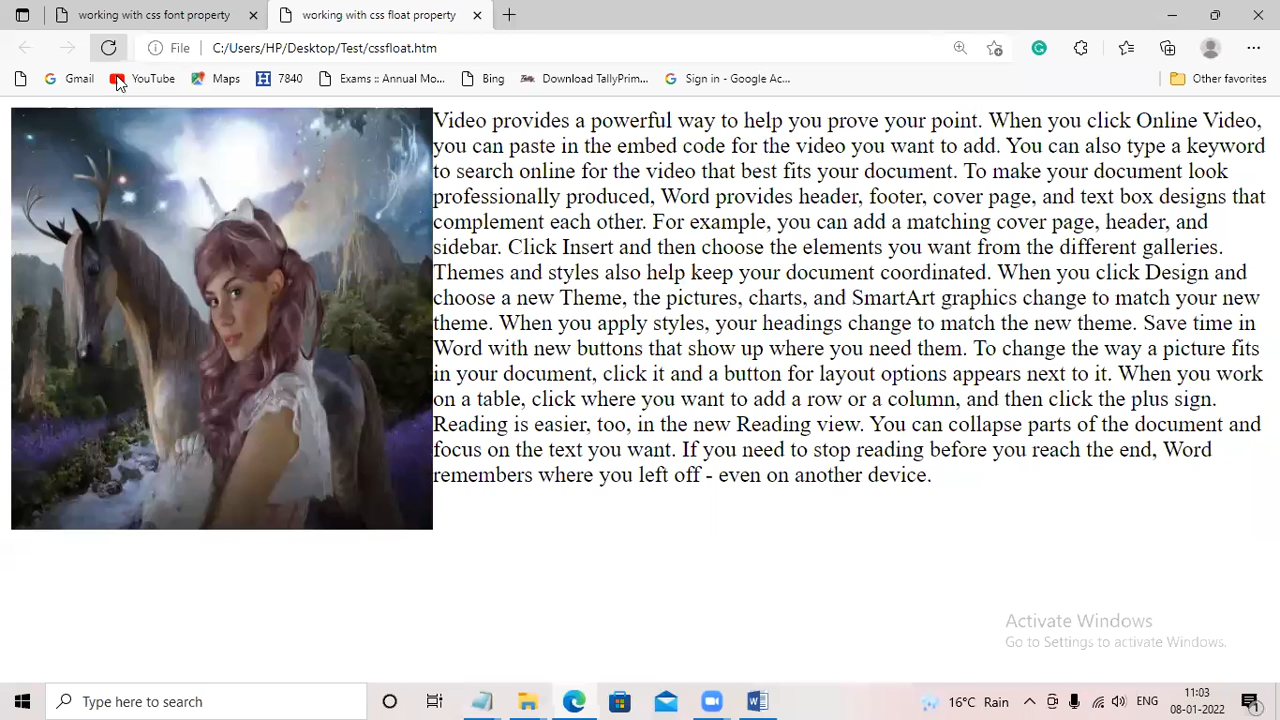 working with css font property
working with css float property
File
C:/Users/HP/Desktop/Test/cssfloat.htm
Gmail
YouTube
Maps
H
7840
Exams :: Annual Mo...
Bing
Download TallyPrim...
Sign in - Google Ac...
Other favorites
Video provides a powerful way to help you prove your point. When you click Online Video,
you can paste in the embed code for the video you want to add. You can also type a keyword
to search online for the video that best fits your document. To make your document look
professionally produced, Word provides header, footer, cover page, and text box designs that
complement each other. For example, you can add a matching cover page, header, and
sidebar. Click Insert and then choose the elements you want from the different galleries.
Themes and styles also help keep your document coordinated. When you click Design and
choose a new Theme, the pictures, charts, and SmartArt graphics change to match your new
theme. When you apply styles, your headings change to match the new theme. Save time in
Word with new buttons that show up where you need them. To change the way a picture fits
in your document, click it and a button for layout options appears next to it. When you work
on a table, click where you want to add a row or a column, and then click the plus sign.
Reading is easier, too, in the new Reading view. You can collapse parts of the document and
focus on the text you want. If you need to stop reading before you reach the end, Word
remembers where you left off - even on another device.
Activate Windows
Go to Settings to activate Windows.
Type here to search
16°C Rain
ENG
11:03
08-01-2022